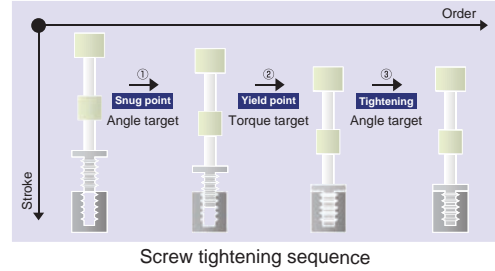 Order
① ② ③
Snug point Yield point Tightening
Angle target Torque target Angle target
Stroke
Screw tightening sequence